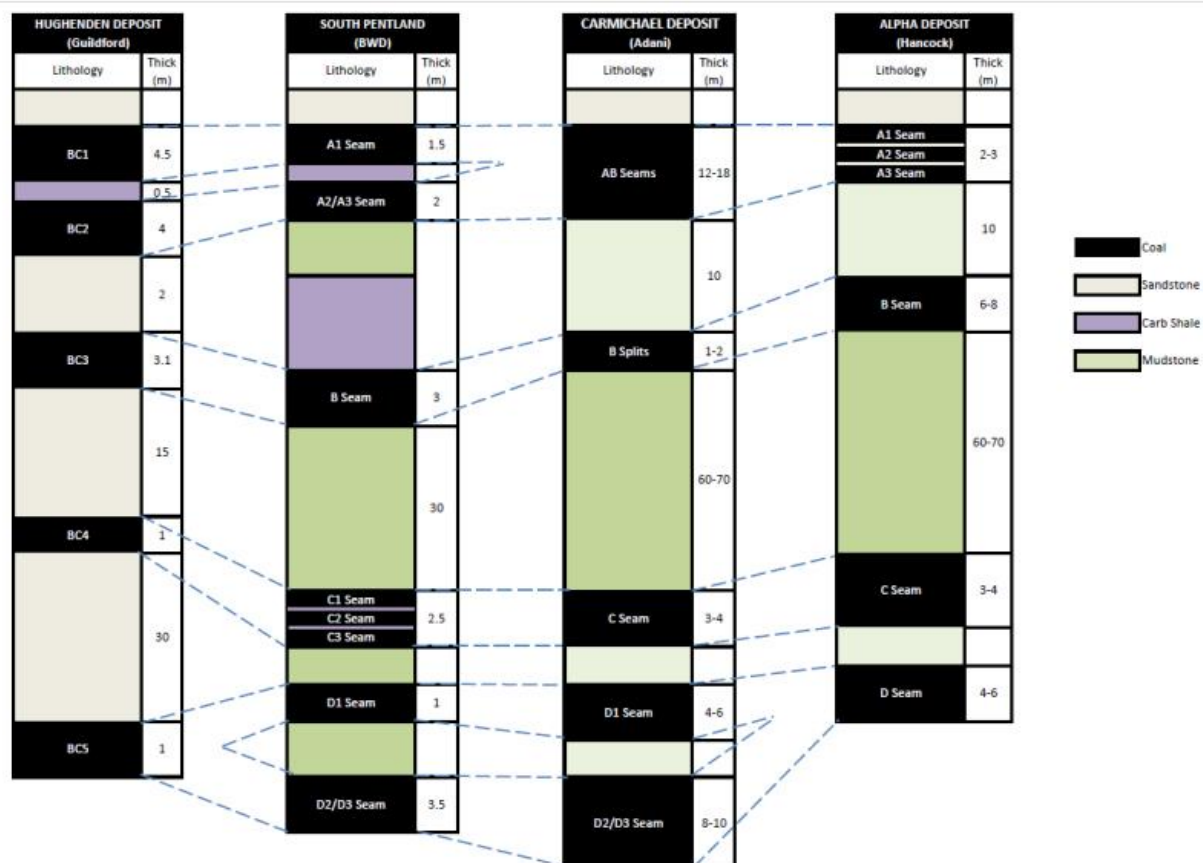 HUGHENDEN DEPOSIT
(Guildford)
Lithology
Thick
(m)
BC1
4.5
0.5
BC2
4
2
BC3
3.1
15
BC4
1
30
BC5
1
SOUTH PENTLAND
(BWD)
Lithology
Thick
(m)
A1 Seam
1.5
A2/A3 Seam
2
B Seam
3
30
C1 Seam
C2 Seam
C3 Seam
2.5
D1 Seam
1
D2/D3 Seam
3.5
CARMICHAEL DEPOSIT
(Adani)
Lithology
Thick
(m)
AB Seams
12-18
10
B Splits
1-2
60-70
C Seam
3-4
D1 Seam
4-6
D2/D3 Seam
8-10
ALPHA DEPOSIT
(Hancock)
Lithology
Thick
(m)
A1 Seam
A2 Seam
A3 Seam
2-3
10
B Seam
6-8
60-70
C Seam
3-4
D Seam
4-6
Coal
Sandstone
Carb Shale
Mudstone